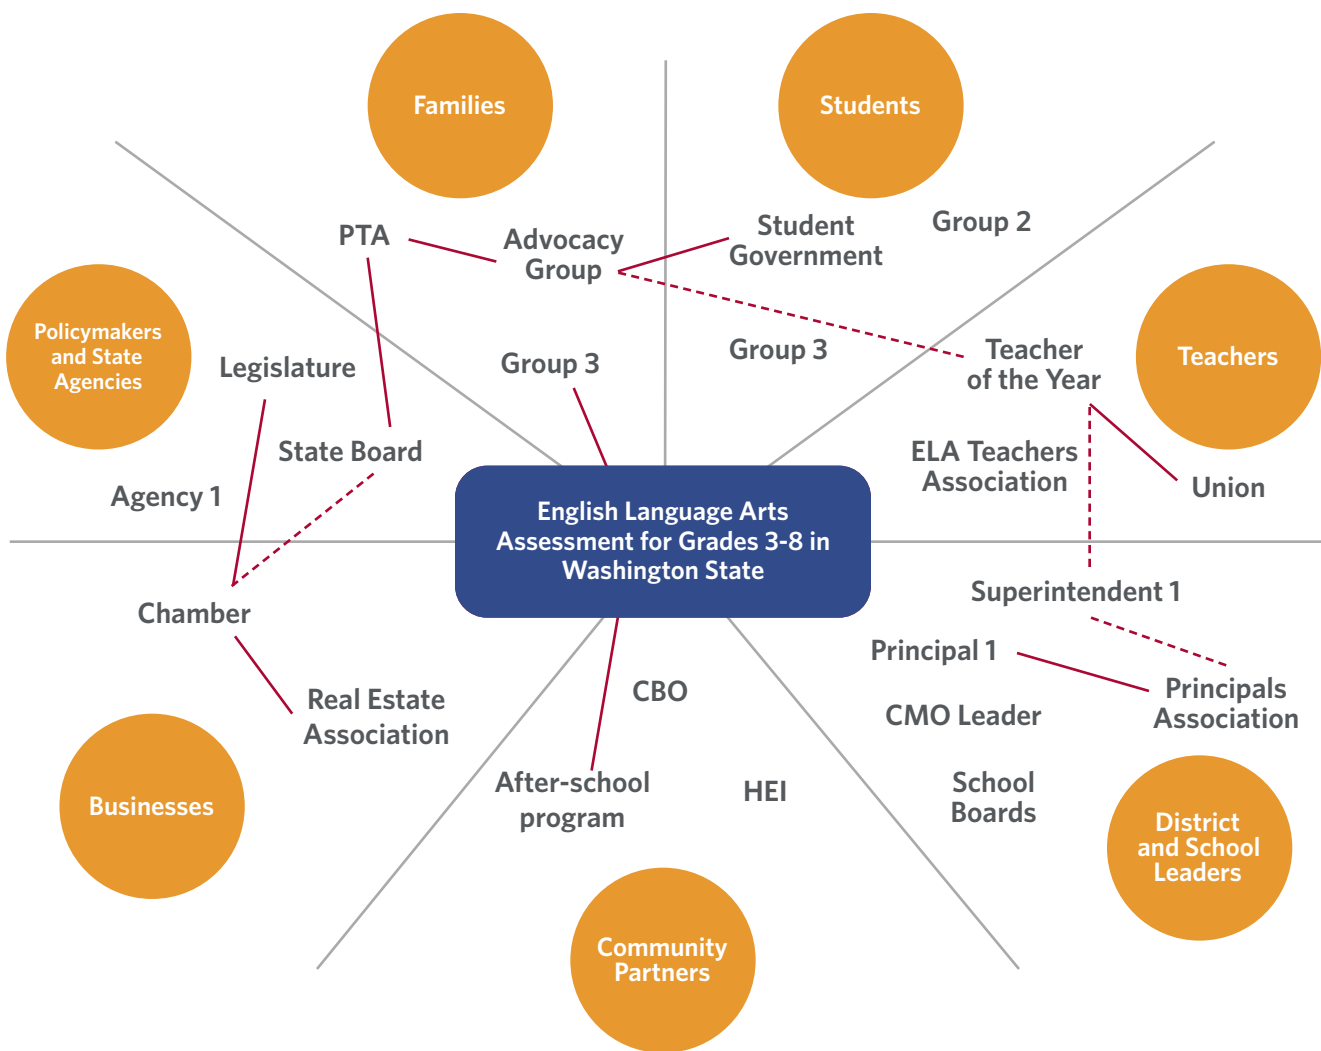 Families
Students
PTA
Advocacy
Group
Student
Government
Group 2
Policymakers
and State
Agencies
Legislature
Group 3
Group 3
Teacher
of the Year
Teachers
State Board
Agency 1
ELA Teachers
Association
Union
English Language Arts
Assessment for Grades 3-8 in
Washington State
Chamber
Superintendent 1
Principal 1
Principals
Association
CMO Leader
School
Boards
CBO
HEI
After-school
program
Real Estate
Association
Businesses
Community
Partners
District
and School
Leaders